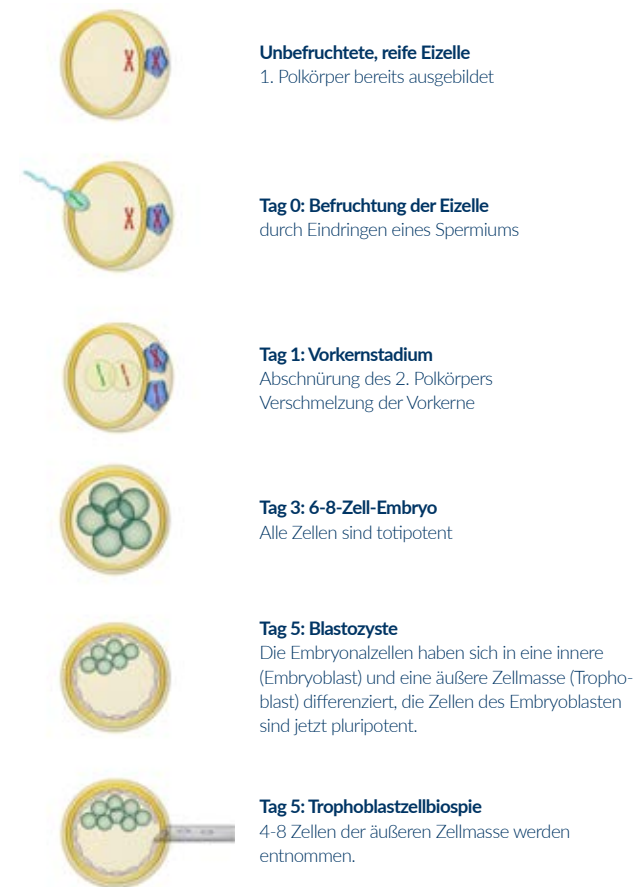 Unbefruchtete, reife Eizelle
1. Polkörper bereits ausgebildet
Tag 0: Befruchtung der Eizelle
durch Eindringen eines Spermiums
Tag 1: Vorkernstadium
Abschnürung des 2. Polkörpers
Verschmelzung der Vorkerne
Tag 3: 6-8-Zell-Embryo
Alle Zellen sind totipotent
Tag 5: Blastozyste
Die Embryonalzellen haben sich in eine innere
(Embryoblast) und eine äußere Zellmasse (Tropho-
blast) differenziert, die Zellen des Embryoblasten
sind jetzt pluripotent.
Tag 5: Trophoblastzellbiospie
4-8 Zellen der äußeren Zellmasse werden
entnommen.